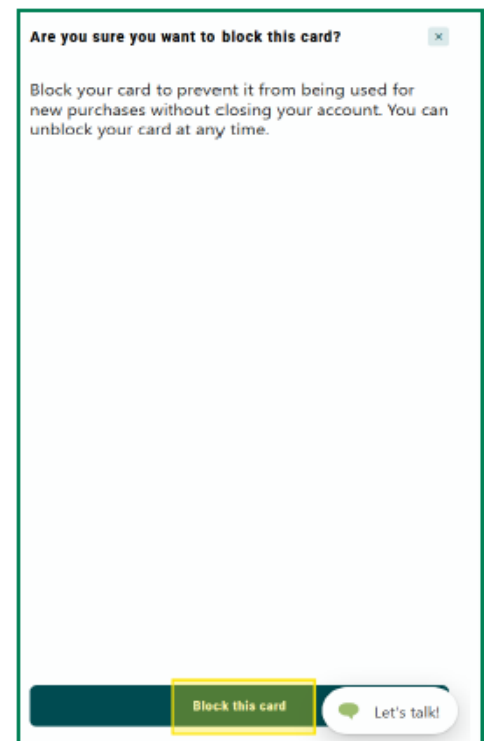 Are you sure you want to block this card?
×
Block your card to prevent it from being used for
new purchases without closing your account. You can
unblock your card at any time.
Block this card
Let's talk!